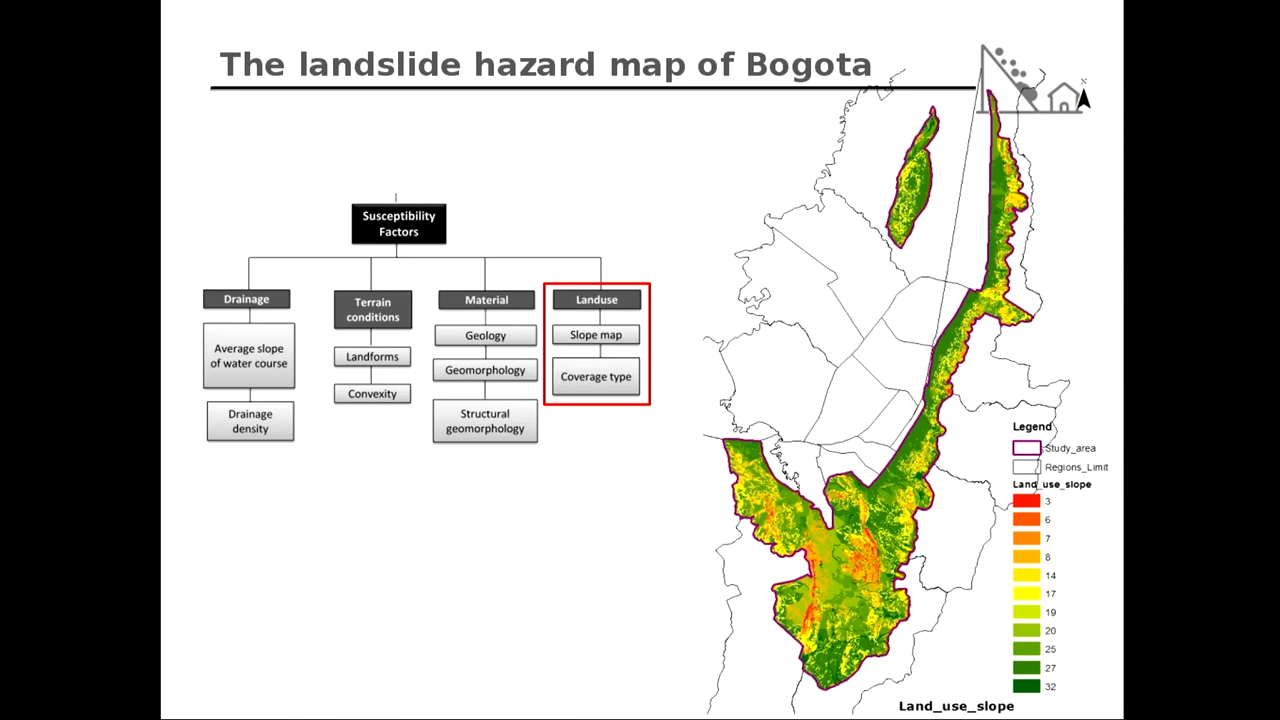 The landslide hazard map of Bogota
N
Susceptibility
Factors
Drainage
Average slope
of water course
Drainage
density
Terrain
conditions
Landforms
Convexity
Material
Geology
Geomorphology
Structural
geomorphology
Landuse
Slope map
Coverage type
Legend
Study_area
Regions_Limit
Land_use_slope
3
6
7
8
14
17
19
20
25
27
32
Land_use_slope